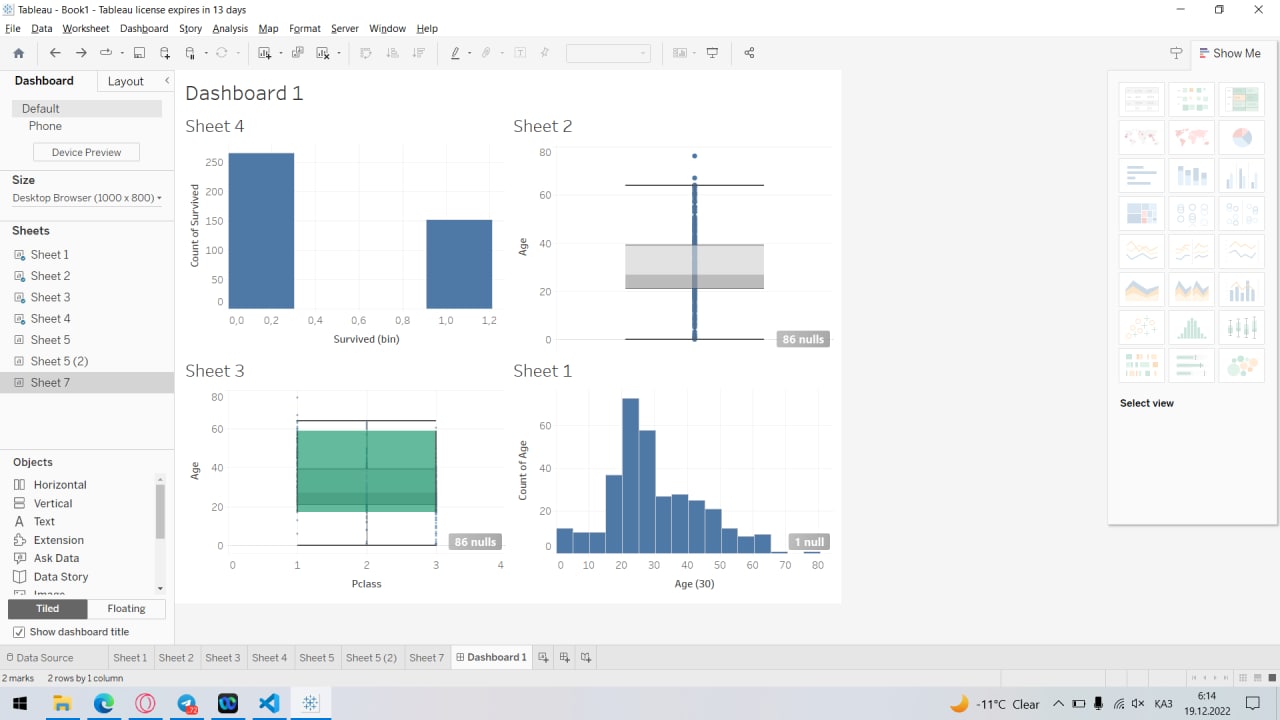 Tableau - Book1 - Tableau license expires in 13 days
File Data Worksheet Dashboard Story Analysis Map Format Server Window Help
Show Me
Dashboard Layout
Default
Phone
Device Preview
Size
Desktop Browser (1000 x 800)
Sheets
Sheet 1
Sheet 2
Sheet 3
Sheet 4
Sheet 5
Sheet 5 (2)
Sheet 7
Objects
Horizontal
Vertical
Text
Extension
Ask Data
Data Story
Image
Tiled Floating
Show dashboard title
Dashboard 1
Sheet 4
Count of Survived
250
200
150
100
50
0
0,0 0,2 0,4 0,6 0,8 1,0 1,2
Survived (bin)
Sheet 2
Age
80
60
40
20
0
86 nulls
Sheet 3
Age
80
60
40
20
0
86 nulls
0 1 2 3 4
Pclass
Sheet 1
Count of Age
60
40
20
0
1 null
0 10 20 30 40 50 60 70 80
Age (30)
Select view
Data Source Sheet 1 Sheet 2 Sheet 3 Sheet 4 Sheet 5 Sheet 5 (2) Sheet 7 Dashboard 1
2 marks 2 rows by 1 column
-11°C Clear
ҚАЗ
6:14
19.12.2022